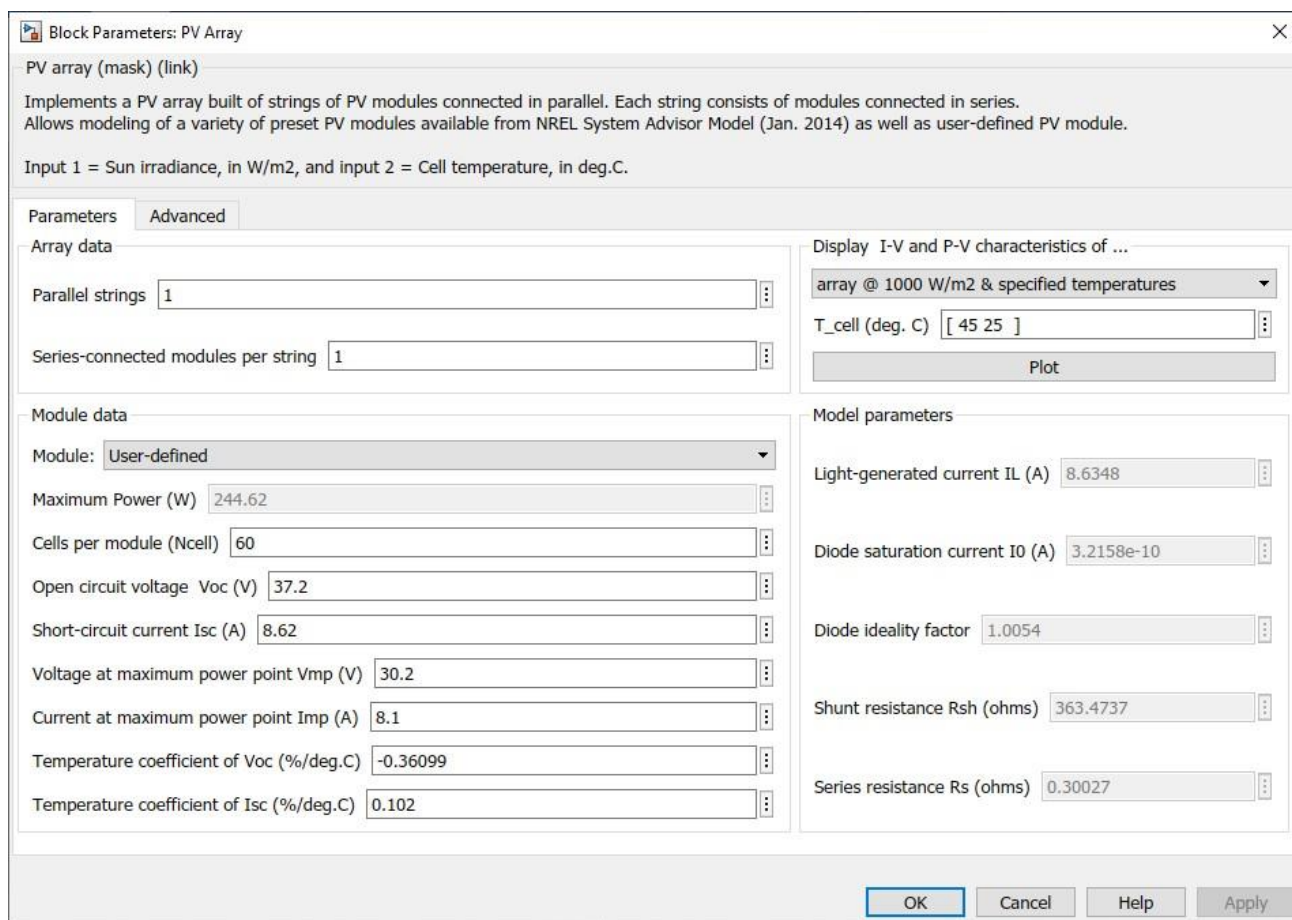 Block Parameters: PV Array
PV array (mask) (link)
Implements a PV array built of strings of PV modules connected in parallel. Each string consists of modules connected in series.
Allows modeling of a variety of preset PV modules available from NREL System Advisor Model (Jan. 2014) as well as user-defined PV module.
Input 1 = Sun irradiance, in W/m2, and input 2 = Cell temperature, in deg.C.
Parameters Advanced
Array data
Parallel strings 1
Series-connected modules per string 1
Display I-V and P-V characteristics of ...
array @ 1000 W/m2 & specified temperatures
T_cell (deg. C) [ 45 25 ]
Plot
Module data
Module: User-defined
Maximum Power (W) 244.62
Cells per module (Ncell) 60
Open circuit voltage Voc (V) 37.2
Short-circuit current Isc (A) 8.62
Voltage at maximum power point Vmp (V) 30.2
Current at maximum power point Imp (A) 8.1
Temperature coefficient of Voc (%/deg.C) -0.36099
Temperature coefficient of Isc (%/deg.C) 0.102
Model parameters
Light-generated current IL (A) 8.6348
Diode saturation current I0 (A) 3.2158e-10
Diode ideality factor 1.0054
Shunt resistance Rsh (ohms) 363.4737
Series resistance Rs (ohms) 0.30027
OK Cancel Help Apply